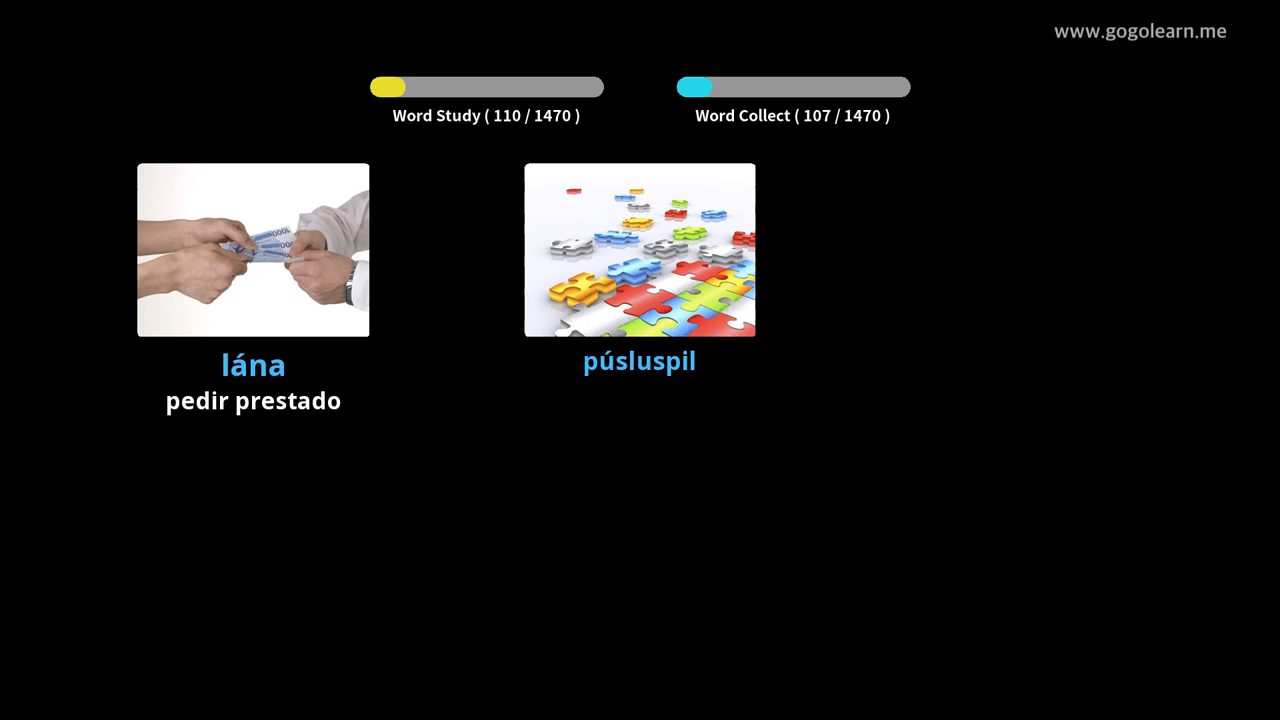 www.gogolearn.me
Word Study ( 110 / 1470 )
Word Collect ( 107 / 1470 )
lána
pedir prestado
púsluspil